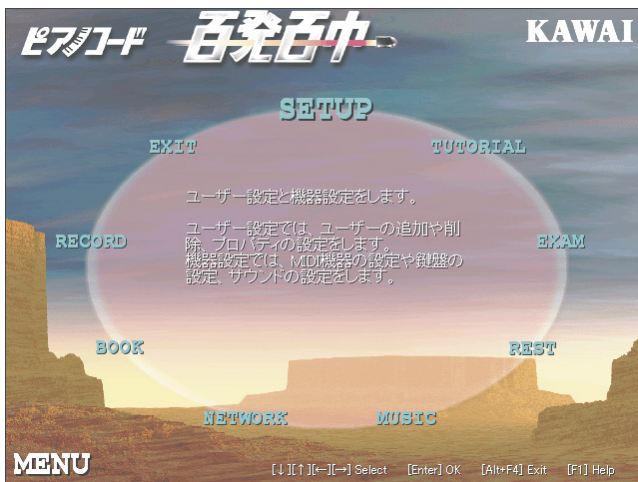 ピアノコード 百発百中
KAWAI
SETUP
EXIT
TUTORIAL
ユーザー設定と機器設定をします。
ユーザー設定では、ユーザーの追加や削
除、プロパティの設定をします。
機器設定では、MIDI機器の設定や鍵盤の
設定、サウンドの設定をします。
RECORD
EXAM
BOOK
REST
NETWORK
MUSIC
MENU
[↓][↑][←][→] Select [Enter] OK [Alt+F4] Exit [F1] Help